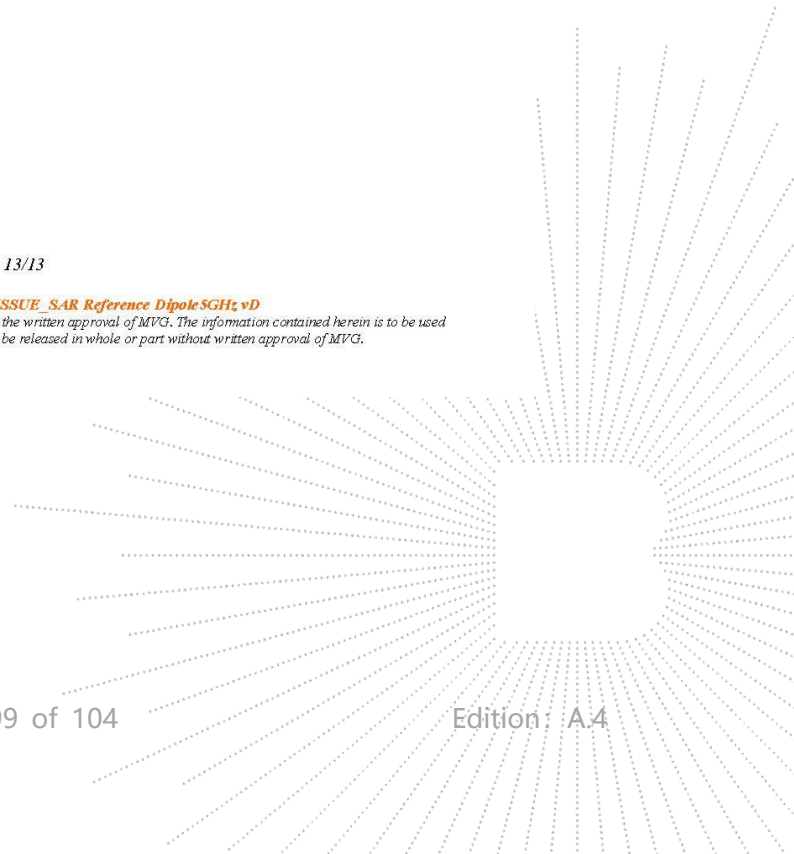 13/13
SSUE_SAR Reference Dipole5GHz vD
the written approval of MVG. The information contained herein is to be used
be released in whole or part without written approval of MVG.
9 of 104 Edition: A.4